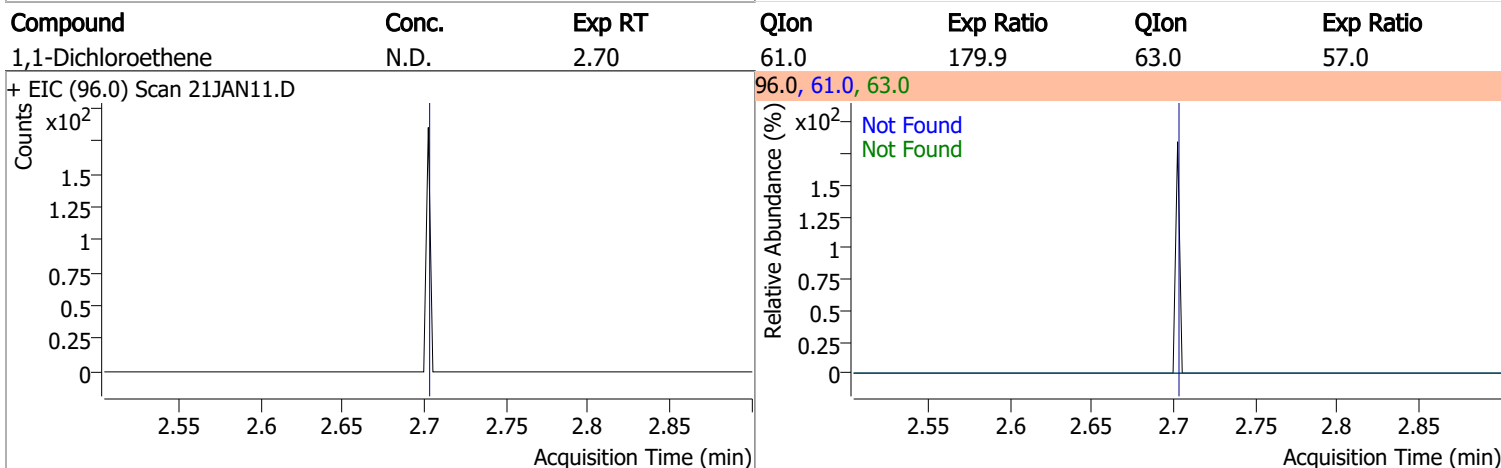 Compound Conc. Exp RT QIon Exp Ratio QIon Exp Ratio
1,1-Dichloroethene N.D. 2.70 61.0 179.9 63.0 57.0
+ EIC (96.0) Scan 21JAN11.D
Counts
x10²
1.5
1.25
1
0.75
0.5
0.25
0
2.55 2.6 2.65 2.7 2.75 2.8 2.85
Acquisition Time (min)
96.0, 61.0, 63.0
Relative Abundance (%)
x10²
Not Found
Not Found
1.5
1.25
1
0.75
0.5
0.25
0
2.55 2.6 2.65 2.7 2.75 2.8 2.85
Acquisition Time (min)